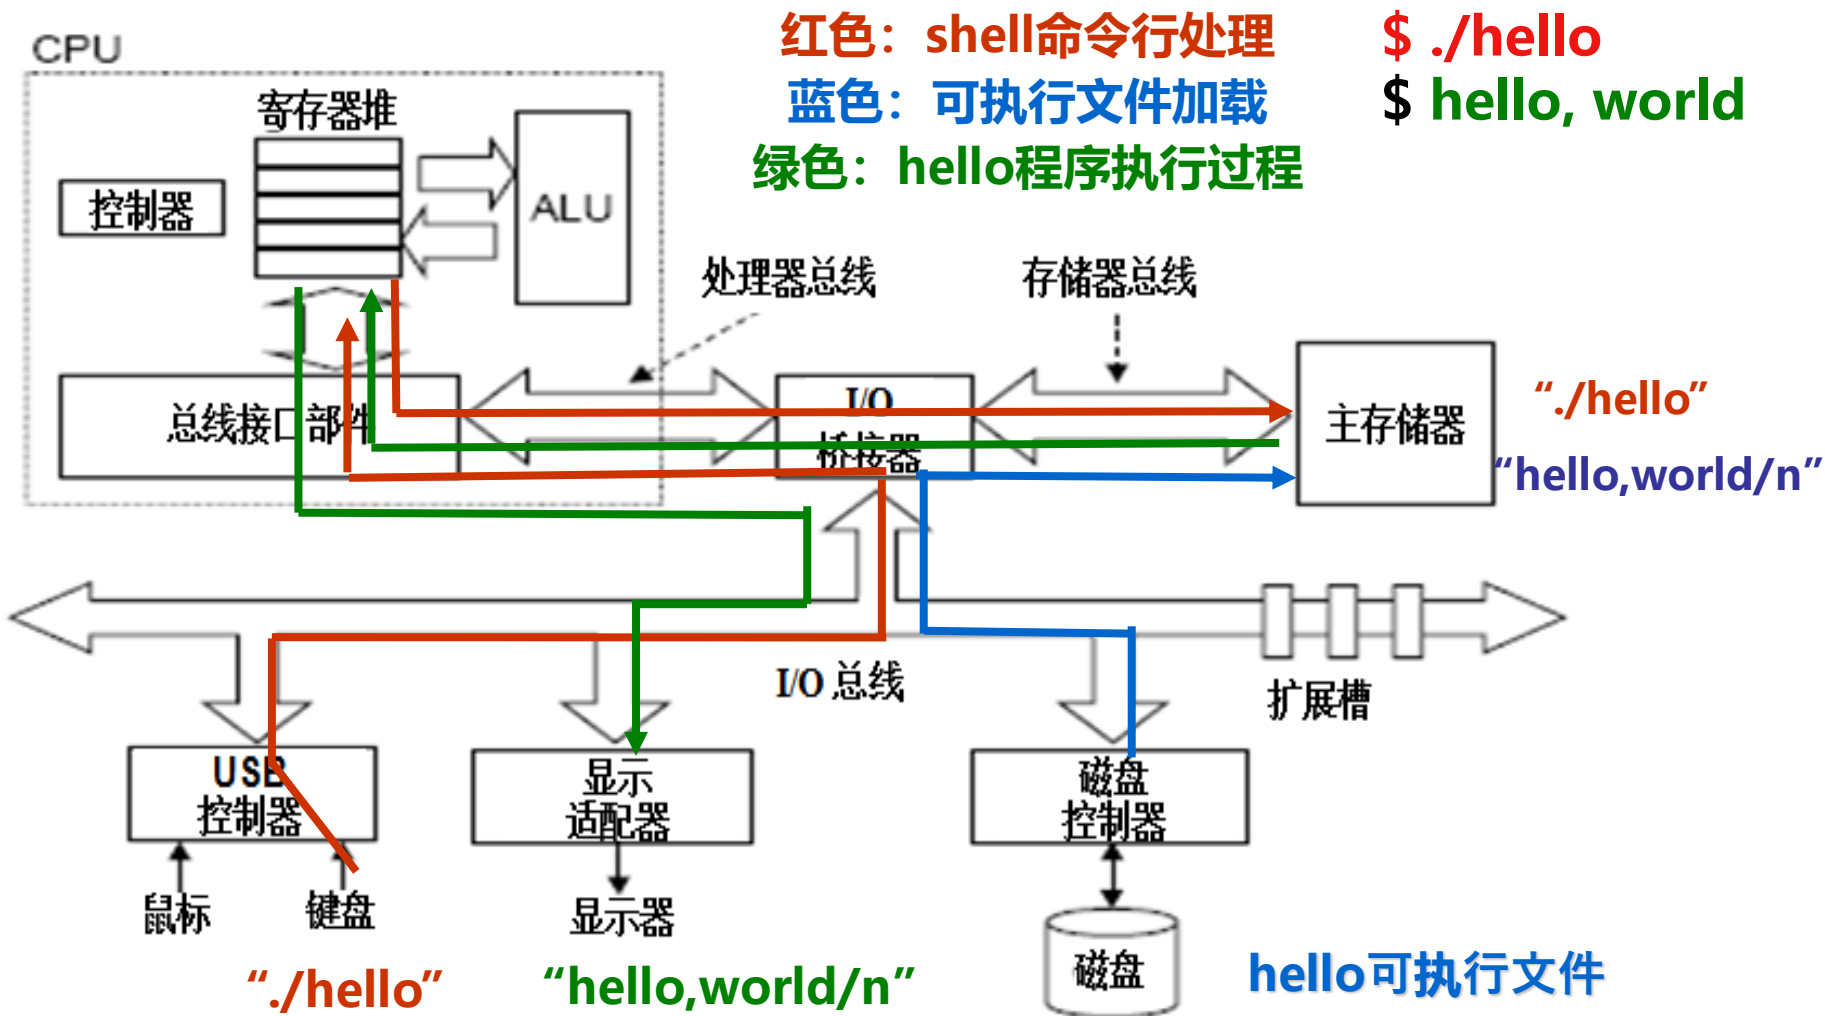 红色：shell命令行处理
$ ./hello
CPU
蓝色：可执行文件加载
$ hello, world
寄存器堆
绿色：hello程序执行过程
控制器
ALU
处理器总线
存储器总线
总线接口部件
I/O
桥接器
主存储器
“./hello”
“hello,world/n”
I/O 总线
扩展槽
USB
控制器
显示
适配器
磁盘
控制器
鼠标
键盘
显示器
磁盘
“./hello”
“hello,world/n”
hello可执行文件